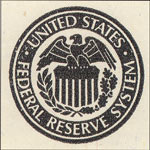 UNITED STATES
FEDERAL RESERVE SYSTEM